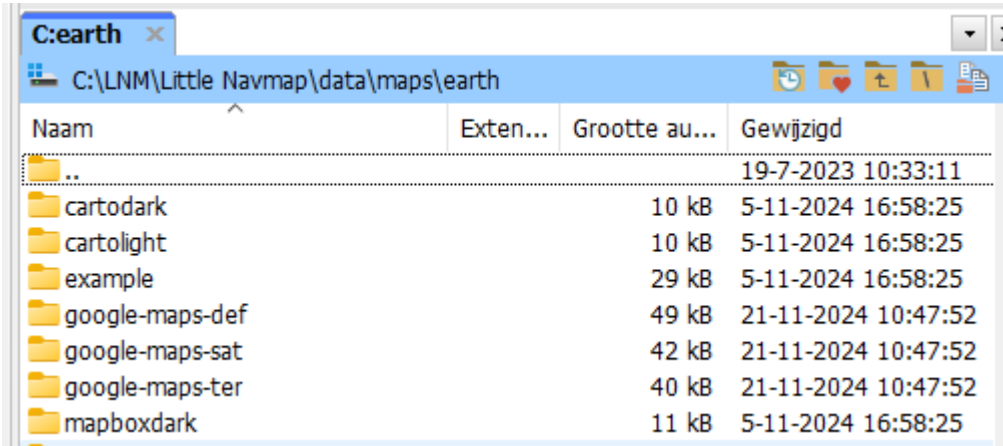 C:earth
C:\LNM\Little Navmap\data\maps\earth
Naam Exten... Grootte au... Gewijzigd
.. 19-7-2023 10:33:11
cartodark 10 kB 5-11-2024 16:58:25
cartolight 10 kB 5-11-2024 16:58:25
example 29 kB 5-11-2024 16:58:25
google-maps-def 49 kB 21-11-2024 10:47:52
google-maps-sat 42 kB 21-11-2024 10:47:52
google-maps-ter 40 kB 21-11-2024 10:47:52
mapboxdark 11 kB 5-11-2024 16:58:25